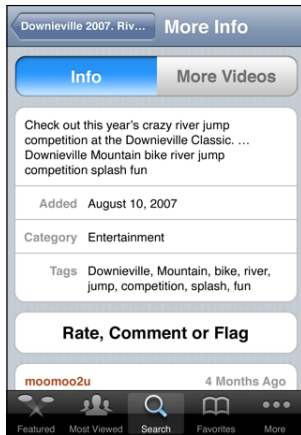 Downieville 2007. Riv...
More Info
Info
More Videos
Check out this year's crazy river jump
competition at the Downieville Classic. ...
Downieville Mountain bike river jump
competition splash fun
Added August 10, 2007
Category Entertainment
Tags Downieville, Mountain, bike, river,
jump, competition, splash, fun
Rate, Comment or Flag
moomoo2u 4 Months Ago
Featured Most Viewed Search Favorites More